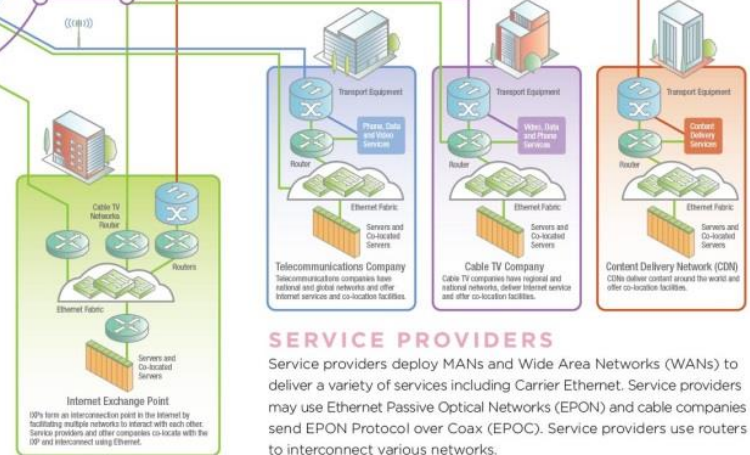 ((( )))
Transport Equipment
Phone, Data
and Video
Services
Router
Ethernet Fabric
Servers and
Co-located
Servers
Telecommunications Company
Telecommunications companies have
national and global networks and offer
Internet services and co-location facilities.
Transport Equipment
Video, Data
and Phone
Services
Router
Ethernet Fabric
Servers and
Co-located
Servers
Cable TV Company
Cable TV companies have regional and
national networks, deliver Internet service
and offer co-location facilities.
Transport Equipment
Content
Delivery
Services
Router
Ethernet Fabric
Servers and
Co-located
Servers
Content Delivery Network (CDN)
CDNs deliver content around the world and
offer co-location facilities.
Cable TV
Networks
Router
Routers
Ethernet Fabric
Servers and
Co-located
Servers
Internet Exchange Point
IXPs form an interconnection point in the Internet by
facilitating multiple networks to interact with each other.
Service providers and other companies co-locate with the
IXP and interconnect using Ethernet.
SERVICE PROVIDERS
Service providers deploy MANs and Wide Area Networks (WANs) to
deliver a variety of services including Carrier Ethernet. Service providers
may use Ethernet Passive Optical Networks (EPON) and cable companies
send EPON Protocol over Coax (EPOC). Service providers use routers
to interconnect various networks.